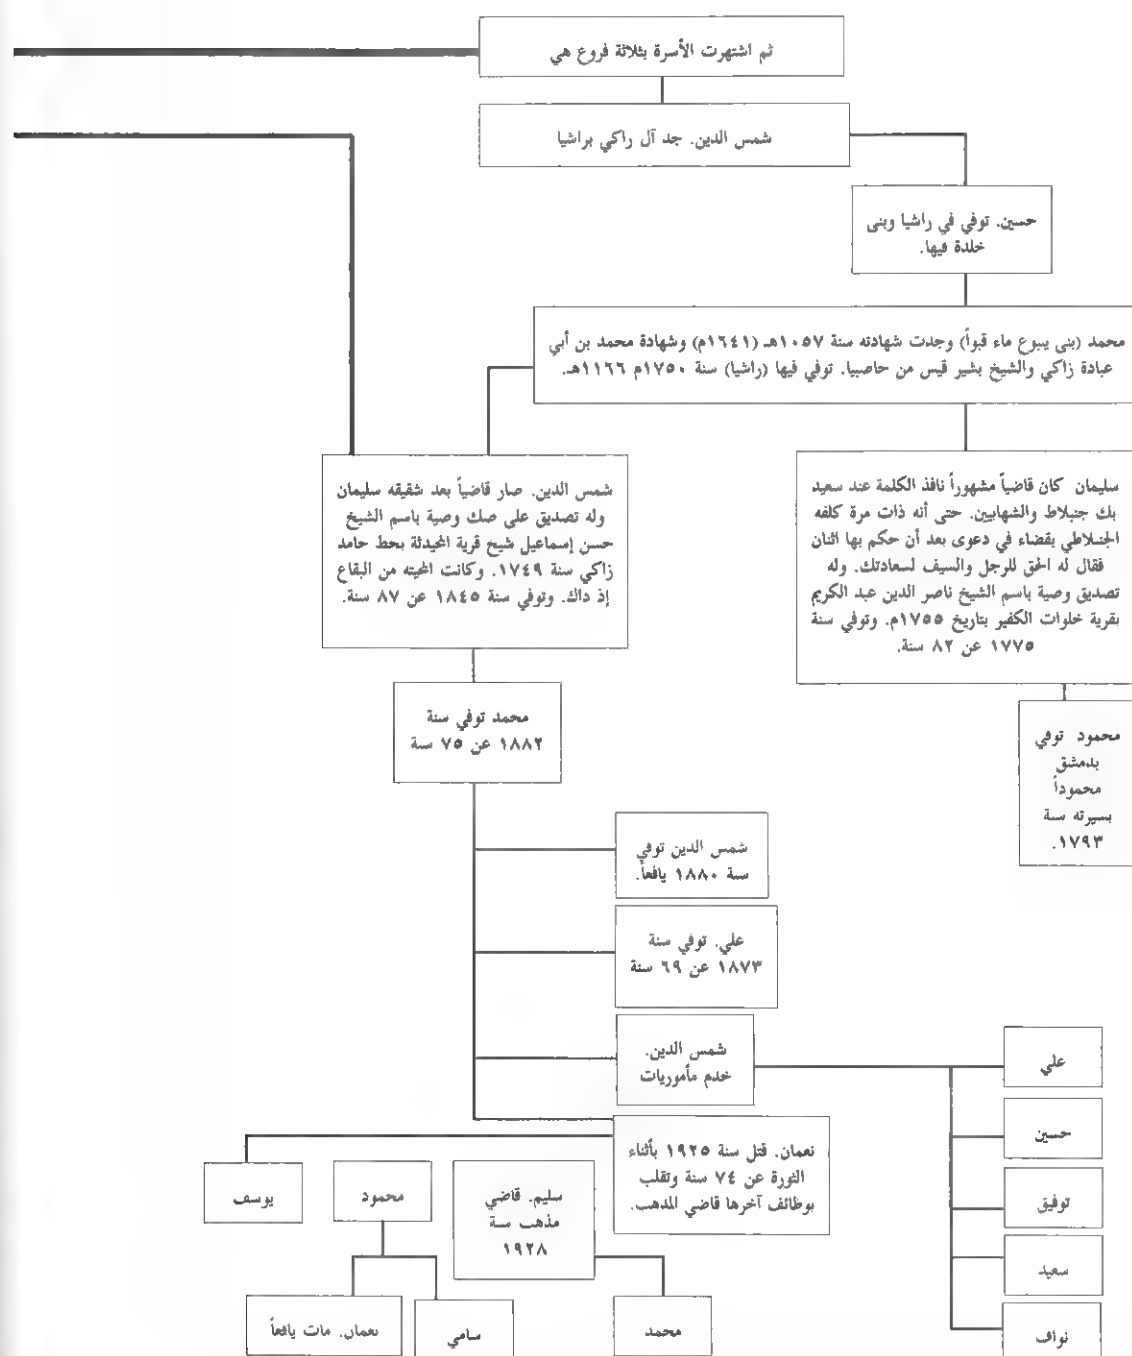 ثم اشتهرت الأسرة بثلاثة فروع هي
شمس الدين. جد آل راكي براشيا
حسين. توفي في راشيا وبنى
خلدة فيها.
محمد (بنى ينبوع ماء قبواً) وجدت شهادته سنة ١٠٥٧هـ (١٦٤١م) وشهادة محمد بن أبي
عبادة زاكي والشيخ بشير قيس من حاصبيا. توفي فيها (راشيا) سنة ١٧٥٠م ١١٦٦هـ.
سليمان كان قاضياً مشهوراً نافذ الكلمة عند سعيد
بك جنبلاط والشهابيين. حتى أنه ذات مرة كلفه
الجنبلاطي بقضاء في دعوى بعد أن حكم بها اثنان
فقال له الحق للرجل والسيف لسعادتك. وله
تصديق وصية باسم الشيخ ناصر الدين عبد الكريم
بقرية خلوات الكفير بتاريخ ١٧٥٥م. وتوفي سنة
١٧٧٥ عن ٨٢ سنة.
شمس الدين. صار قاضياً بعد شقيقه سليمان
وله تصديق على صك وصية باسم الشيخ
حسن إسماعيل شيخ قرية المحيدثة بخط حامد
زاكي سنة ١٧٤٩. وكانت المحيثه من البقاع
إذ ذاك. وتوفي سنة ١٨٤٥ عن ٨٧ سنة.
محمود توفي
بدمشق
محموداً
بسيرته سنة
١٧٩٣.
محمد توفي سنة
١٨٨٢ عن ٧٥ سنة
شمس الدين توفي
سنة ١٨٨٠ يافعاً.
علي. توفي سنة
١٨٧٣ عن ٦٩ سنة
شمس الدين.
خدم مأموريات
علي
حسين
توفيق
سعيد
نواف
نعمان. قتل سنة ١٩٢٥ بأثناء
الثورة عن ٧٤ سنة وتقلب
بوظائف آخرها قاضي المذهب.
سليم. قاضي
مذهب سنة
١٩٢٨
محمود
يوسف
محمد
سامي
نعمان. مات يافعاً